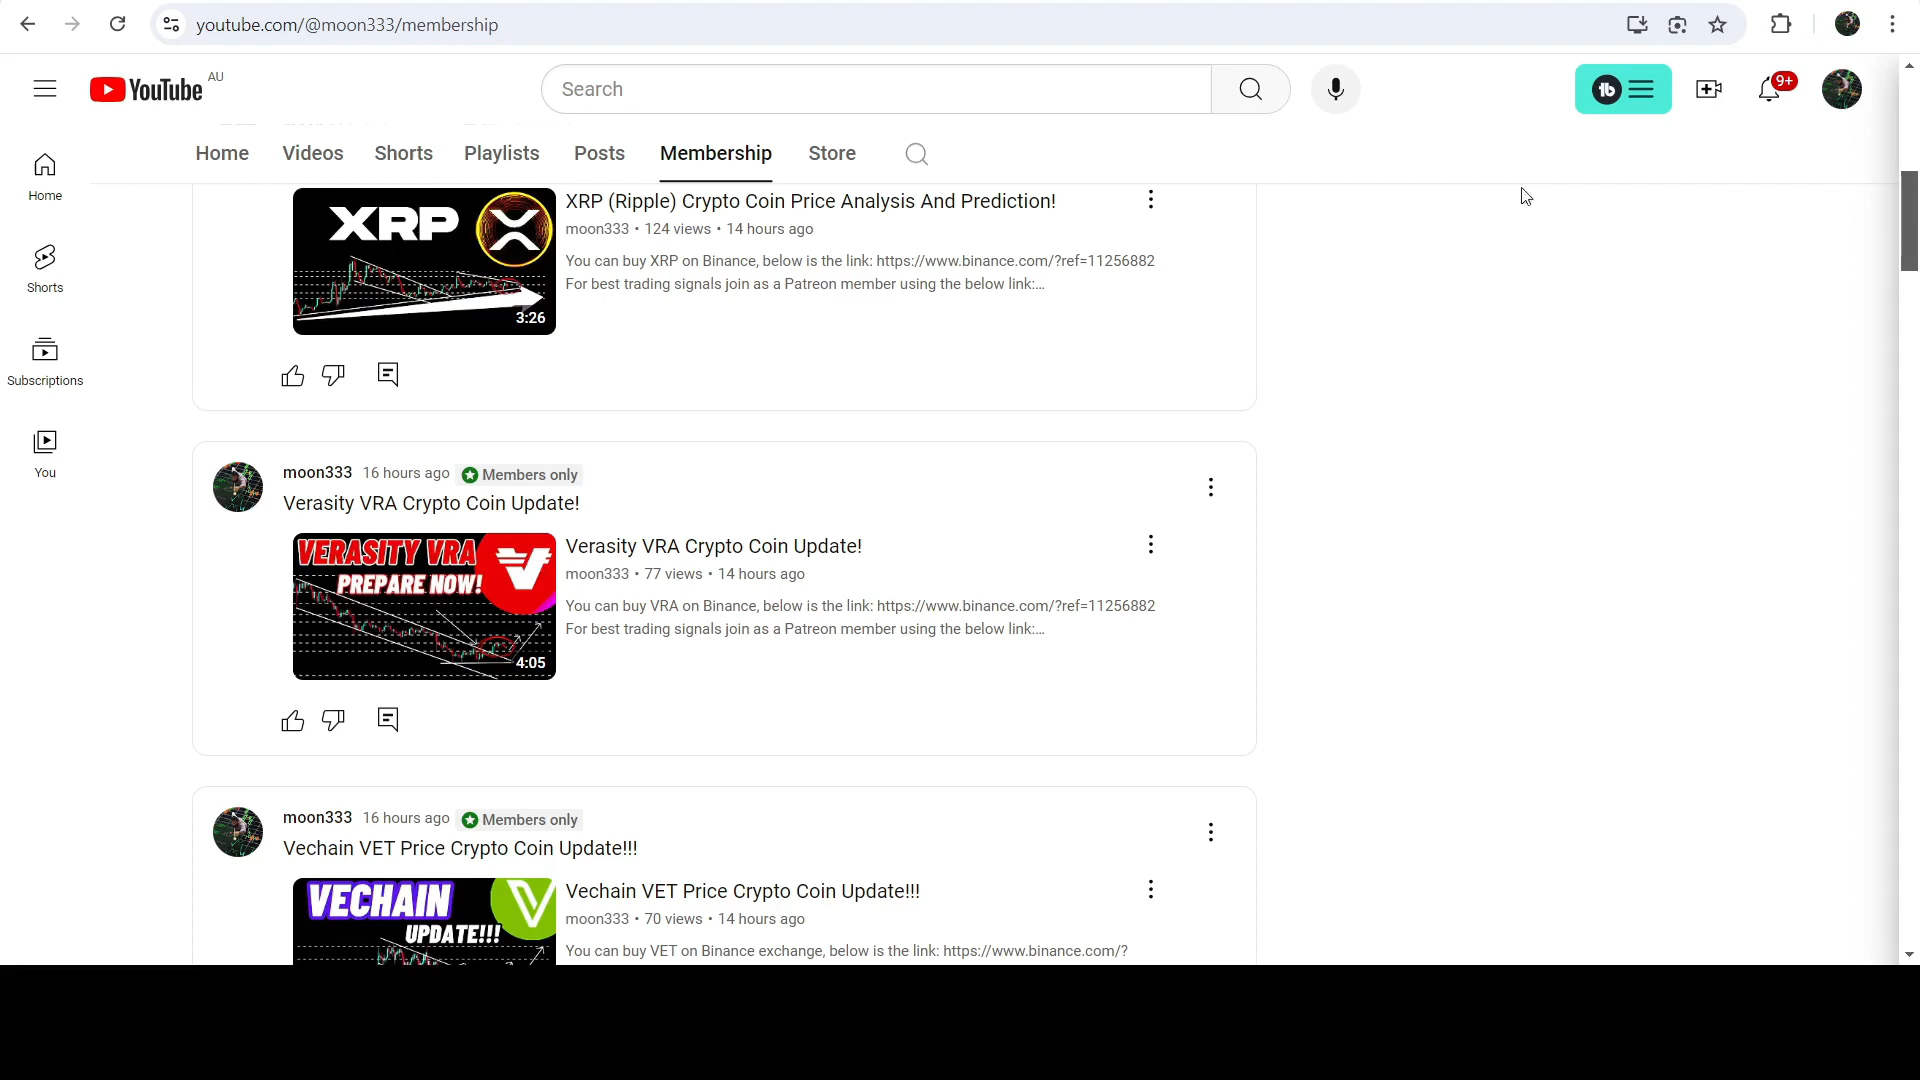 youtube.com/@moon333/membership
YouTube AU
Search
9+
Home
Videos
Shorts
Playlists
Posts
Membership
Store
Home
Shorts
Subscriptions
You
XRP
3:26
XRP (Ripple) Crypto Coin Price Analysis And Prediction!
moon333 • 124 views • 14 hours ago
You can buy XRP on Binance, below is the link: https://www.binance.com/?ref=11256882
For best trading signals join as a Patreon member using the below link:...
moon333 16 hours ago Members only
Verasity VRA Crypto Coin Update!
VERASITY VRA
PREPARE NOW!
4:05
Verasity VRA Crypto Coin Update!
moon333 • 77 views • 14 hours ago
You can buy VRA on Binance, below is the link: https://www.binance.com/?ref=11256882
For best trading signals join as a Patreon member using the below link:...
moon333 16 hours ago Members only
Vechain VET Price Crypto Coin Update!!!
VECHAIN
UPDATE!!!
Vechain VET Price Crypto Coin Update!!!
moon333 • 70 views • 14 hours ago
You can buy VET on Binance exchange, below is the link: https://www.binance.com/?